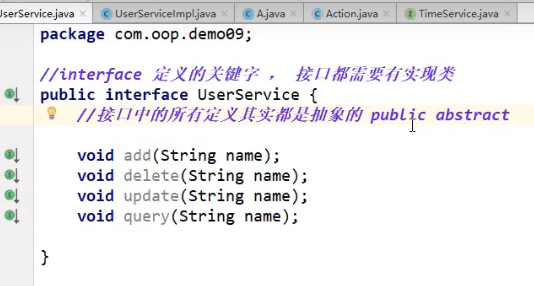 UserService.java × UserServiceImpl.java × A.java × Action.java × TimeService.java ×
package com.oop.demo09;
//interface 定义的关键字 ， 接口都需要有实现类
public interface UserService {
//接口中的所有定义其实都是抽象的 public abstract
void add(String name);
void delete(String name);
void update(String name);
void query(String name);
}